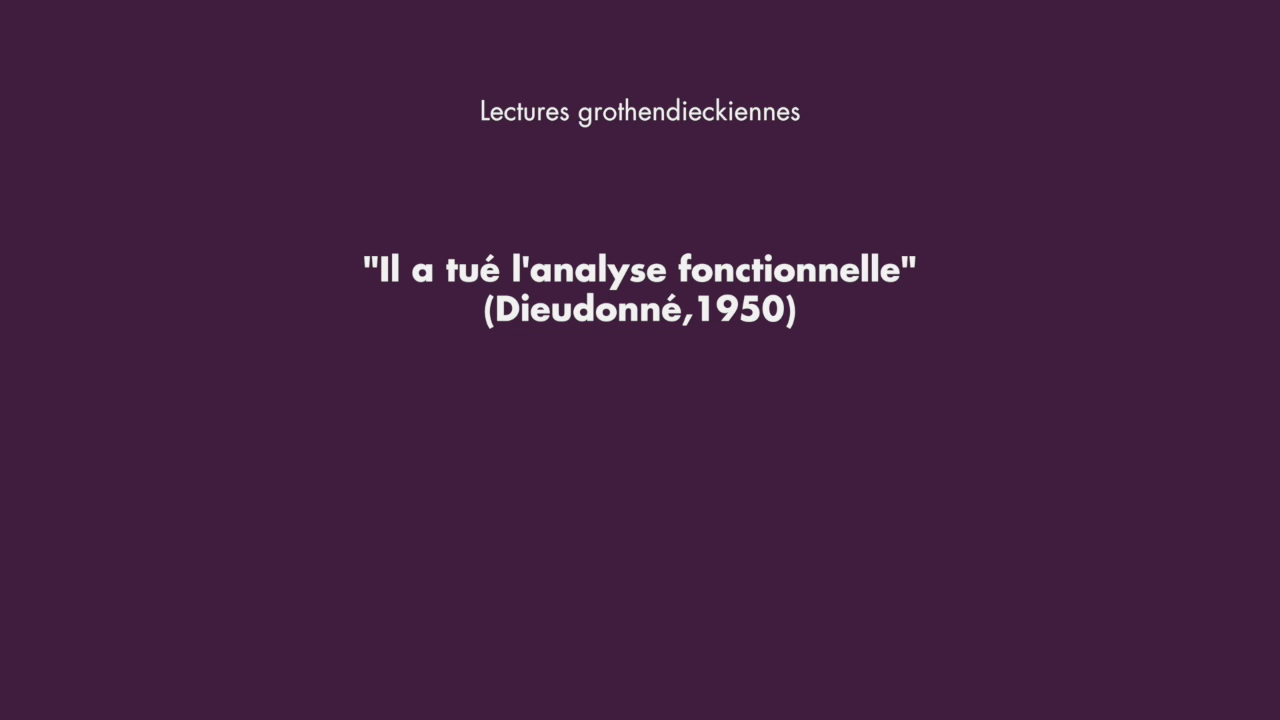 Lectures grothendieckiennes
"Il a tué l'analyse fonctionnelle"
(Dieudonné,1950)